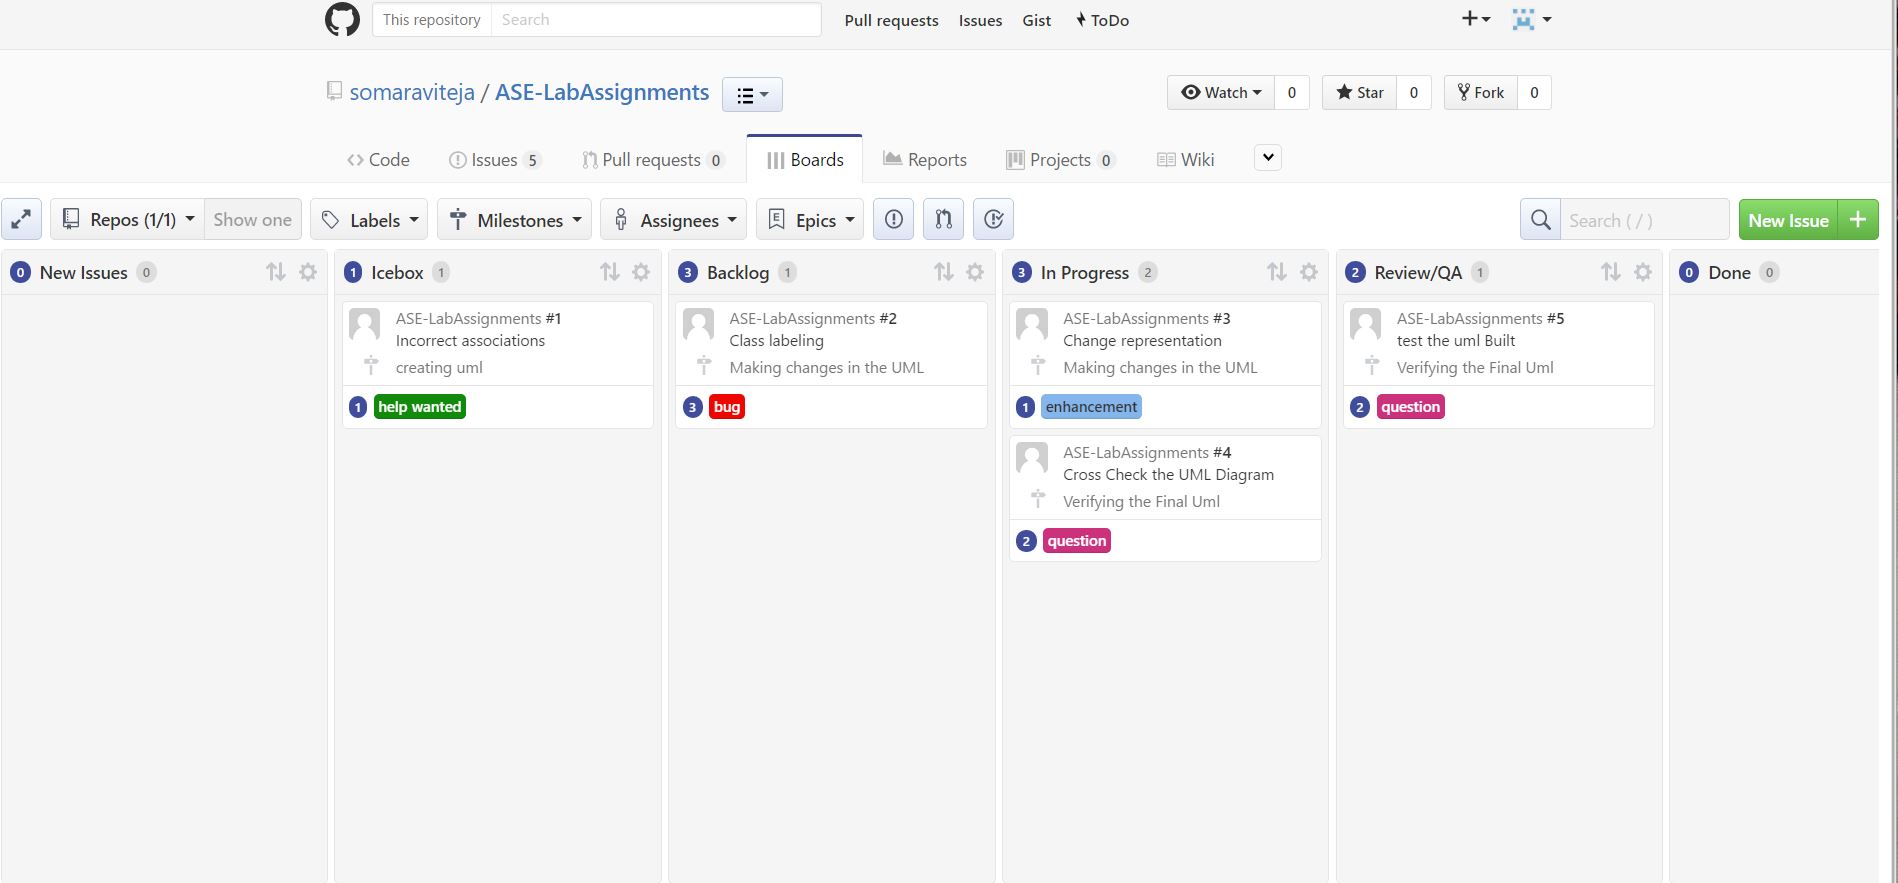 This repository Search Pull requests Issues Gist ToDo
somaraviteja / ASE-LabAssignments Watch 0 Star 0 Fork 0
Code Issues 5 Pull requests 0 Boards Reports Projects 0 Wiki
Repos (1/1) Show one Labels Milestones Assignees E Epics Search ( / ) New Issue +
0 New Issues 0
1 Icebox 1
ASE-LabAssignments #1
Incorrect associations
creating uml
1 help wanted
3 Backlog 1
ASE-LabAssignments #2
Class labeling
Making changes in the UML
3 bug
3 In Progress 2
ASE-LabAssignments #3
Change representation
Making changes in the UML
1 enhancement
ASE-LabAssignments #4
Cross Check the UML Diagram
Verifying the Final Uml
2 question
2 Review/QA 1
ASE-LabAssignments #5
test the uml Built
Verifying the Final Uml
2 question
0 Done 0